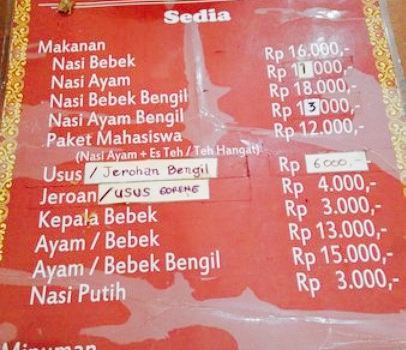 Sedia
Makanan
Nasi Bebek Rp 16.000,-
Nasi Ayam Rp 11.000,-
Nasi Bebek Bengil Rp 18.000,-
Nasi Ayam Bengil Rp 13.000,-
Paket Mahasiswa Rp 12.000,-
(Nasi Ayam + Es Teh / Teh Hangat)
Usus / Jerohan Bengil Rp 6000,-
Jeroan / USUS GORENG Rp 4.000,-
Kepala Bebek Rp 3.000,-
Ayam / Bebek Rp 13.000,-
Ayam / Bebek Bengil Rp 15.000,-
Nasi Putih Rp 3.000,-
Minuman